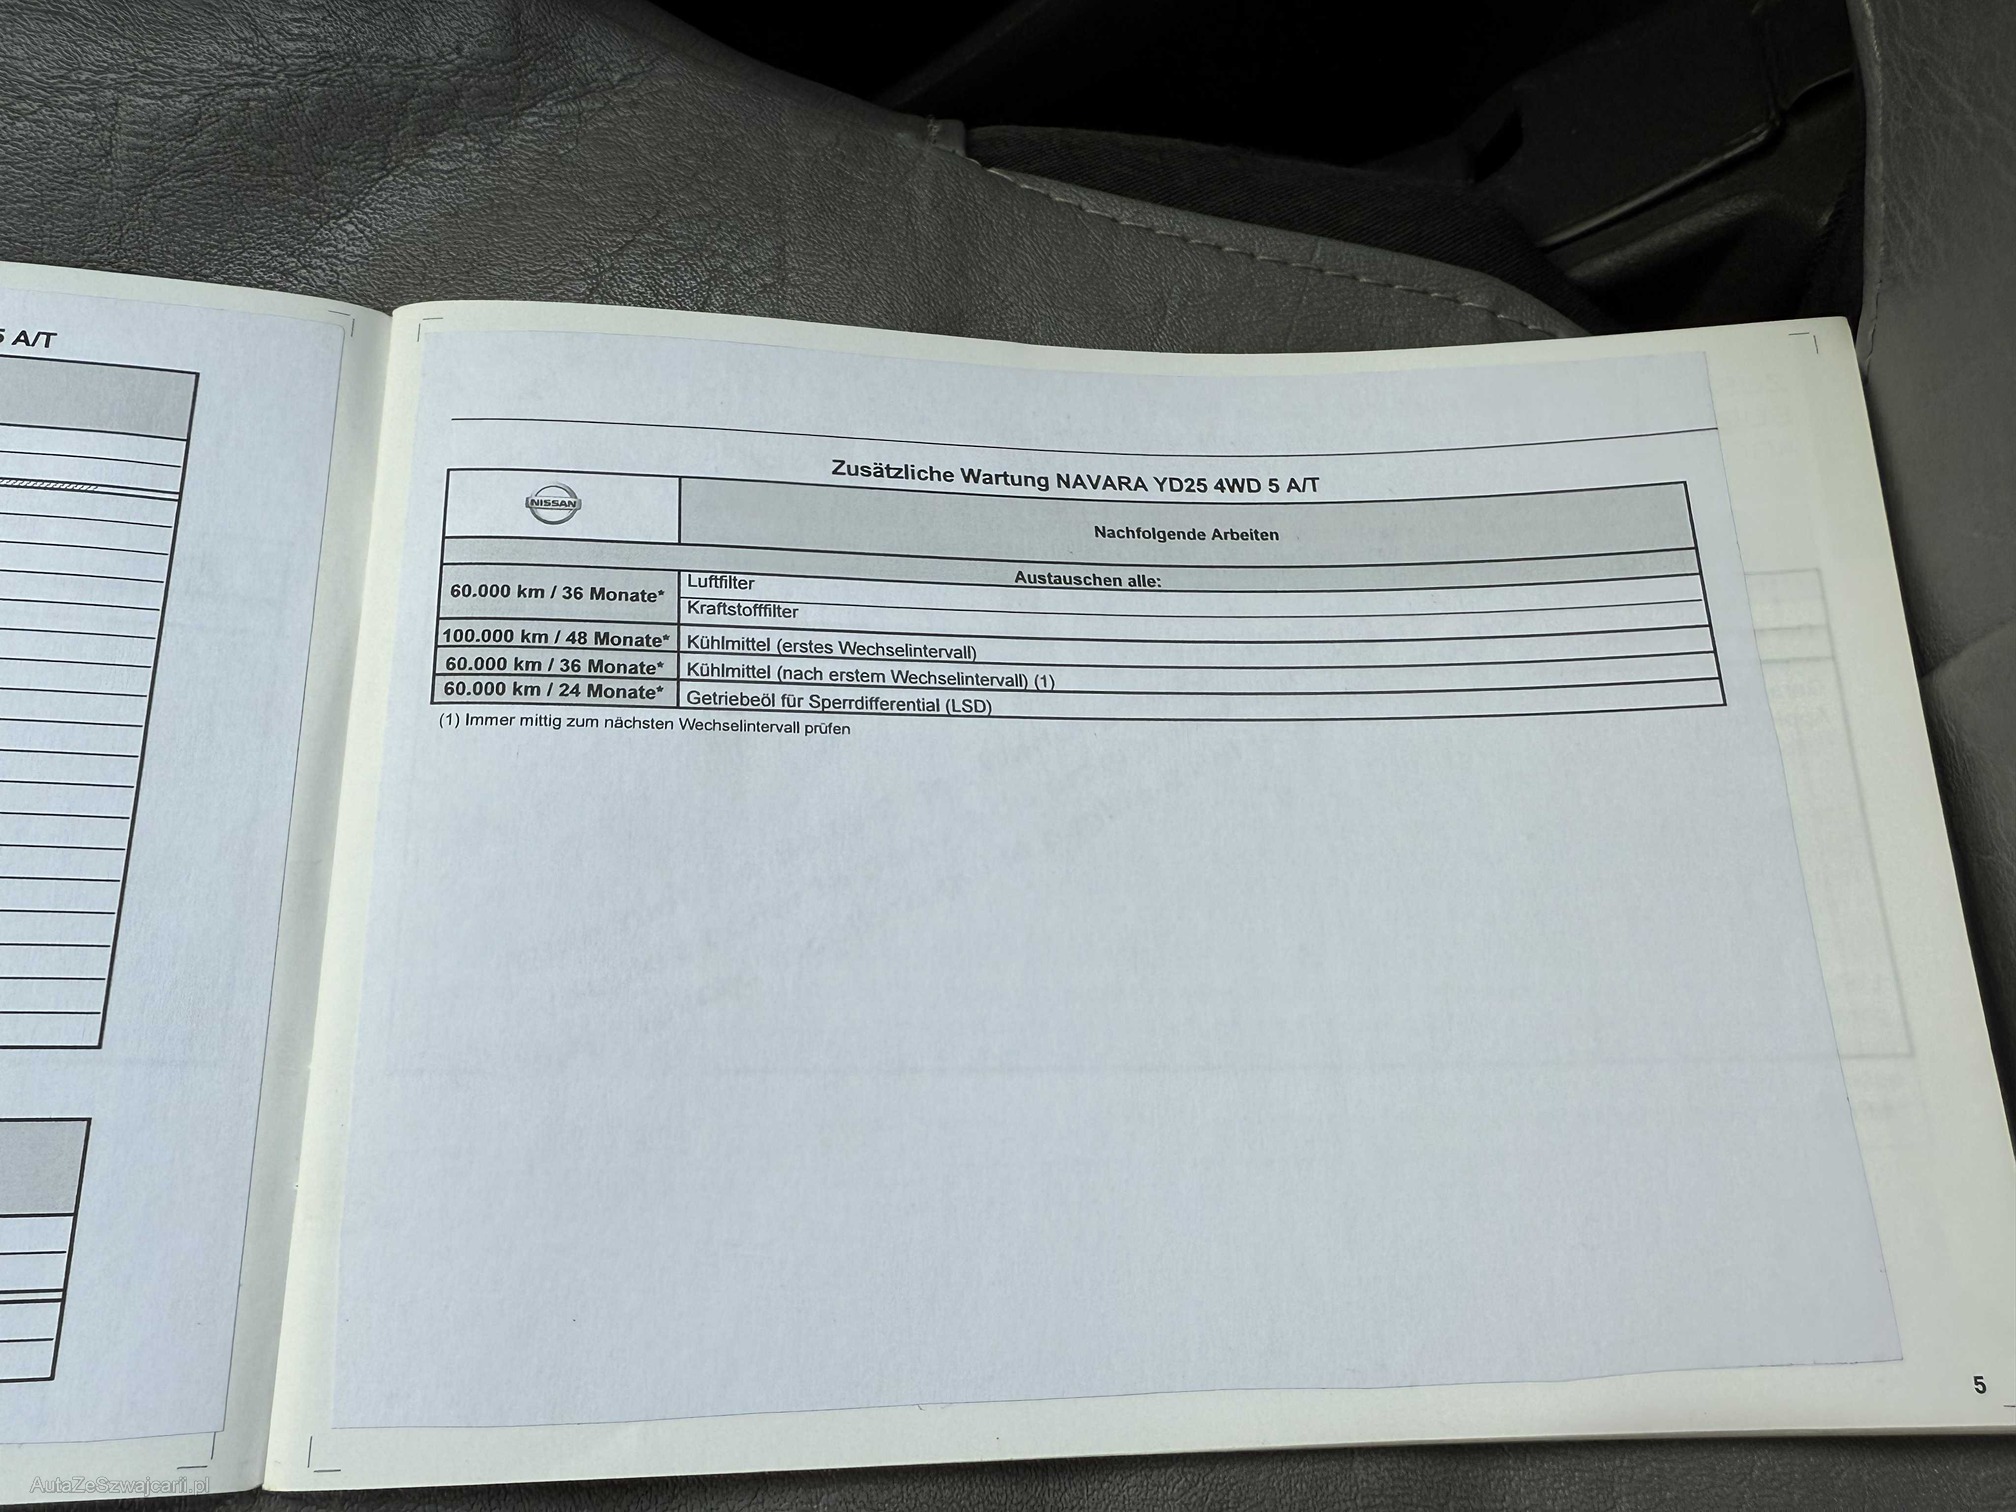 5 A/T
Zusätzliche Wartung NAVARA YD25 4WD 5 A/T
NISSAN
Nachfolgende Arbeiten
Austauschen alle:
60.000 km / 36 Monate* Luftfilter
Kraftstofffilter
100.000 km / 48 Monate* Kühlmittel (erstes Wechselintervall)
60.000 km / 36 Monate* Kühlmittel (nach erstem Wechselintervall) (1)
60.000 km / 24 Monate* Getriebeöl für Sperrdifferential (LSD)
(1) Immer mittig zum nächsten Wechselintervall prüfen
5
AutaZeSzwajcarii.pl